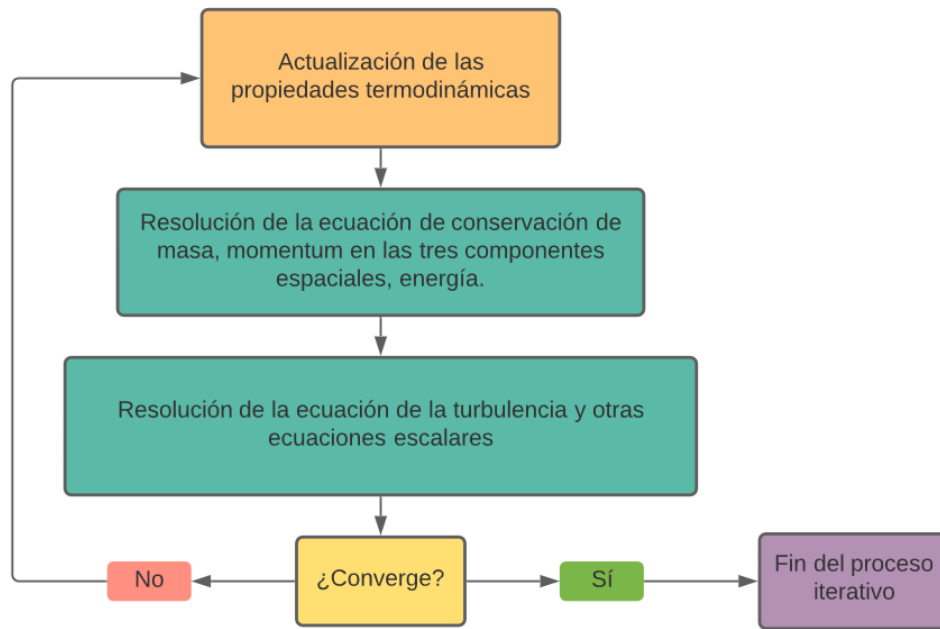 Actualización de las
propiedades termodinámicas
Resolución de la ecuación de conservación de
masa, momentum en las tres componentes
espaciales, energía.
Resolución de la ecuación de la turbulencia y otras
ecuaciones escalares
No
¿Converge?
Sí
Fin del proceso
iterativo